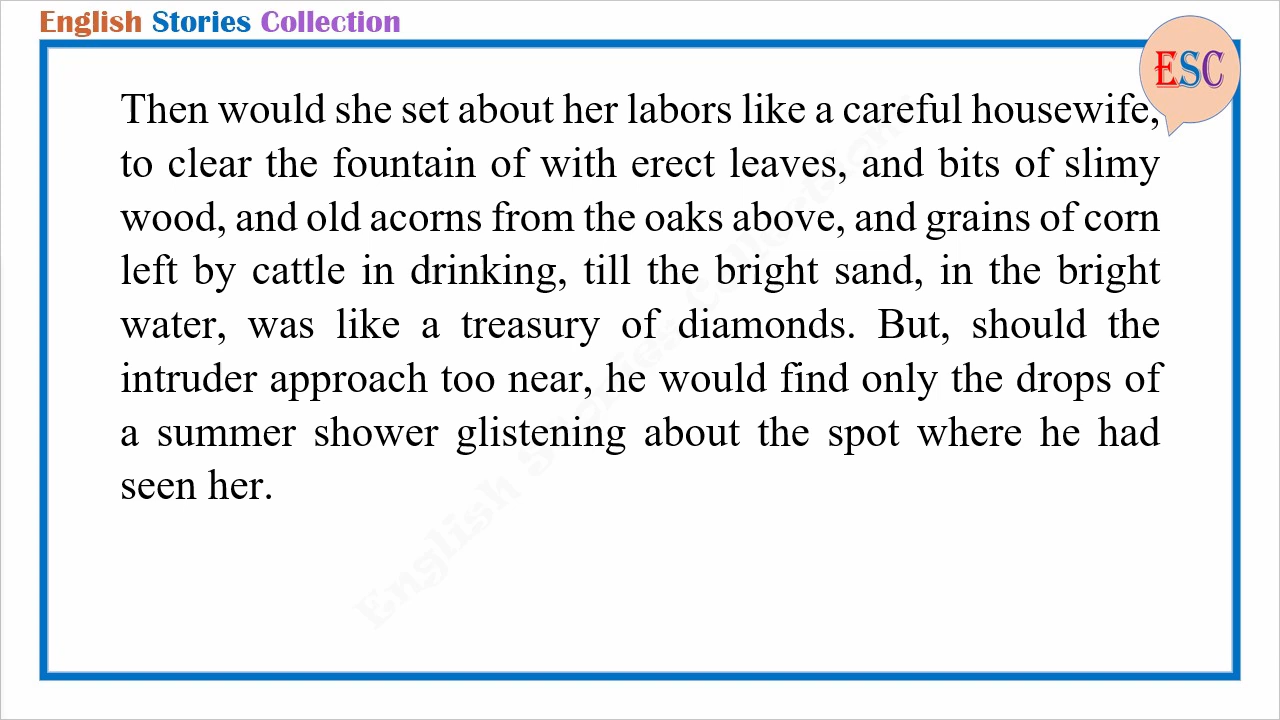 English Stories Collection
ESC
Then would she set about her labors like a careful housewife,
to clear the fountain of with erect leaves, and bits of slimy
wood, and old acorns from the oaks above, and grains of corn
left by cattle in drinking, till the bright sand, in the bright
water, was like a treasury of diamonds. But, should the
intruder approach too near, he would find only the drops of
a summer shower glistening about the spot where he had
seen her.
English Stories Collection